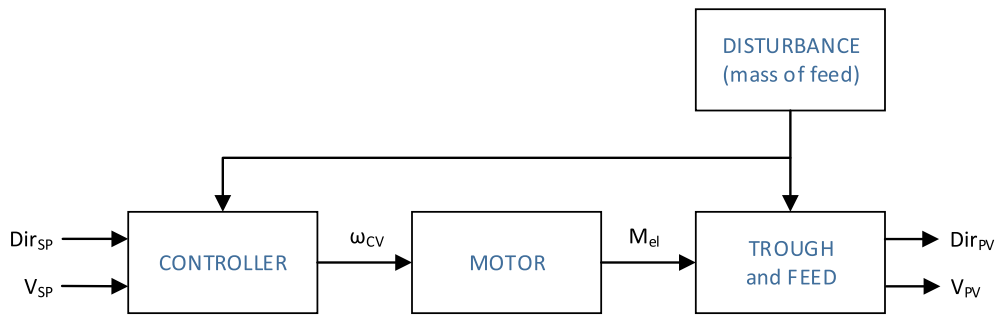 DISTURBANCE
(mass of feed)
Dir_SP
V_SP
CONTROLLER
ω_CV
MOTOR
M_el
TROUGH
and FEED
Dir_PV
V_PV